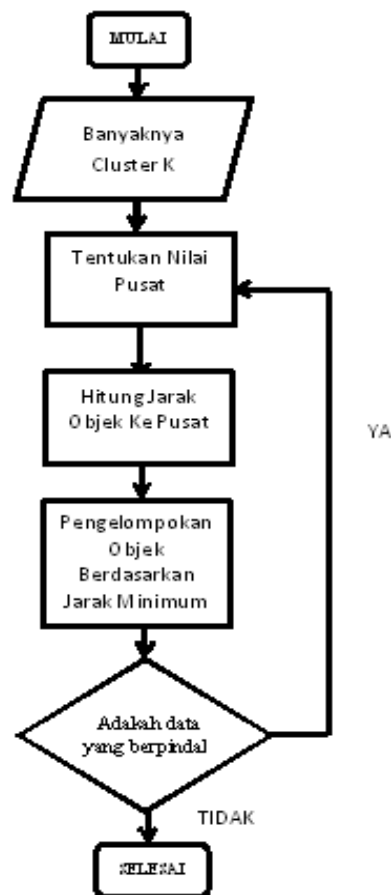 MULAI
Banyaknya
Cluster K
Tentukan Nilai
Pusat
Hitung Jarak
Objek Ke Pusat
YA
Pengelompokan
Objek
Berdasarkan
Jarak Minimum
Adakah data
yang berpindal
TIDAK
SELESAI